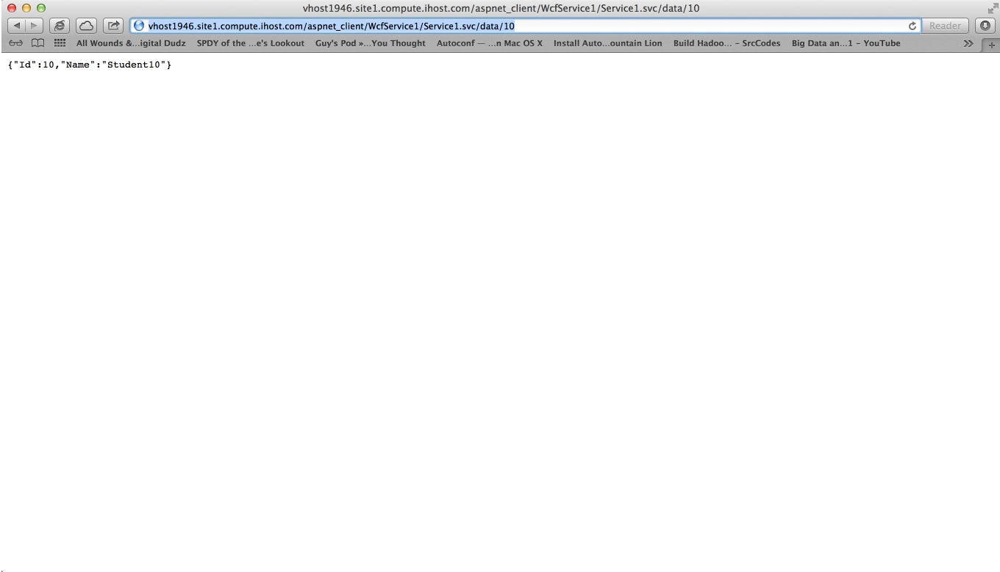 vhost1946.site1.compute.ihost.com/aspnet_client/WcfService1/Service1.svc/data/10
vhost1946.site1.compute.ihost.com/aspnet_client/WcfService1/Service1.svc/data/10 Reader
All Wounds &...igital Dudz SPDY of the ...e's Lookout Guy's Pod »...You Thought Autoconf — ...n Mac OS X Install Auto...ountain Lion Build Hadoo... – SrcCodes Big Data an...1 – YouTube
{"Id":10,"Name":"Student10"}